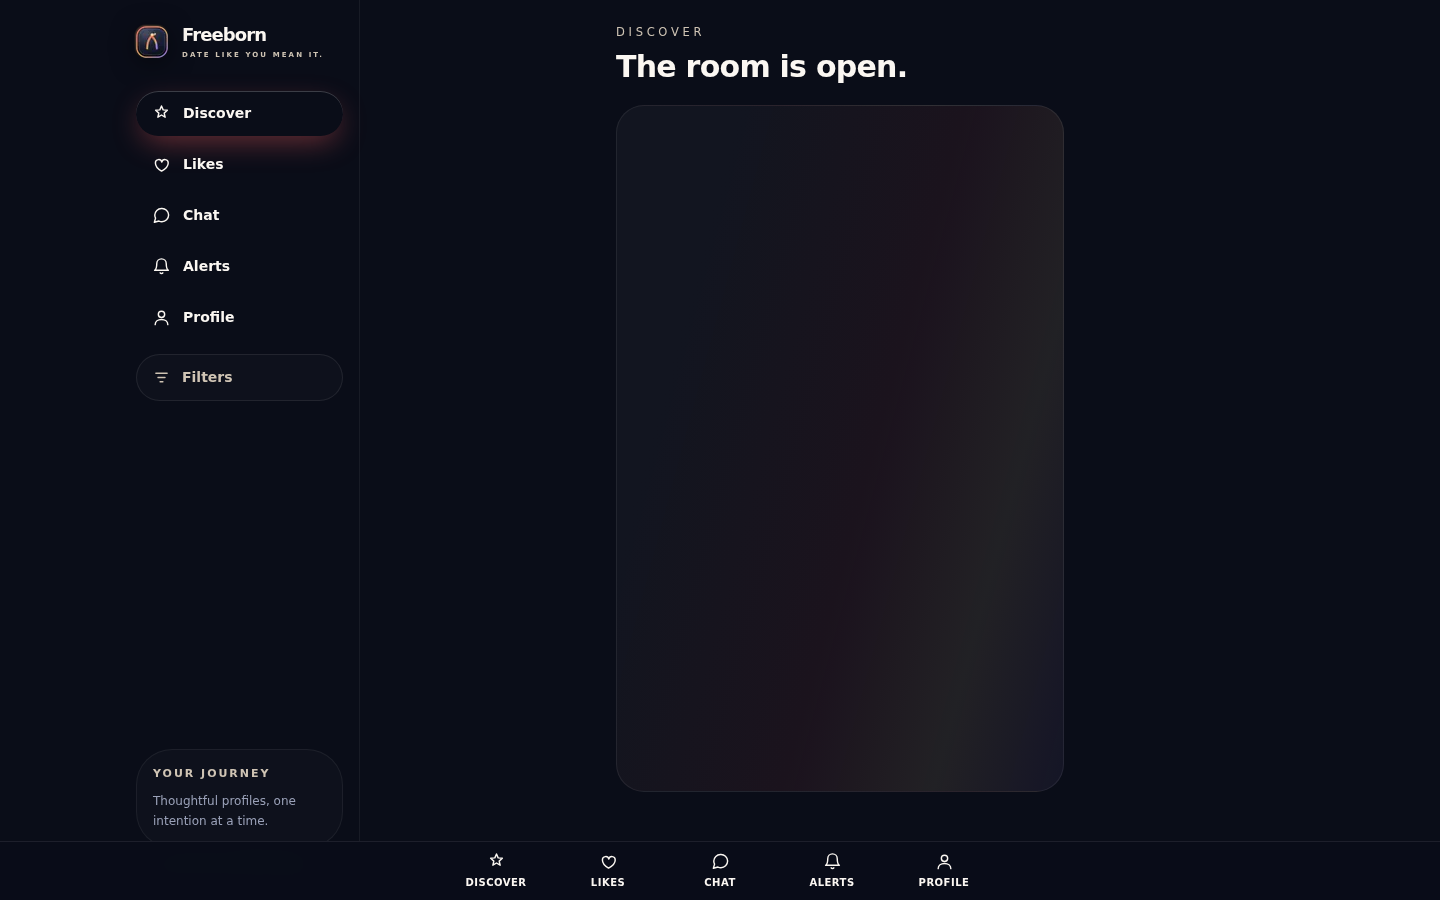 Freeborn
DATE LIKE YOU MEAN IT.
Discover
Likes
Chat
Alerts
Profile
Filters
YOUR JOURNEY
Thoughtful profiles, one
intention at a time.
DISCOVER
The room is open.
DISCOVER
LIKES
CHAT
ALERTS
PROFILE